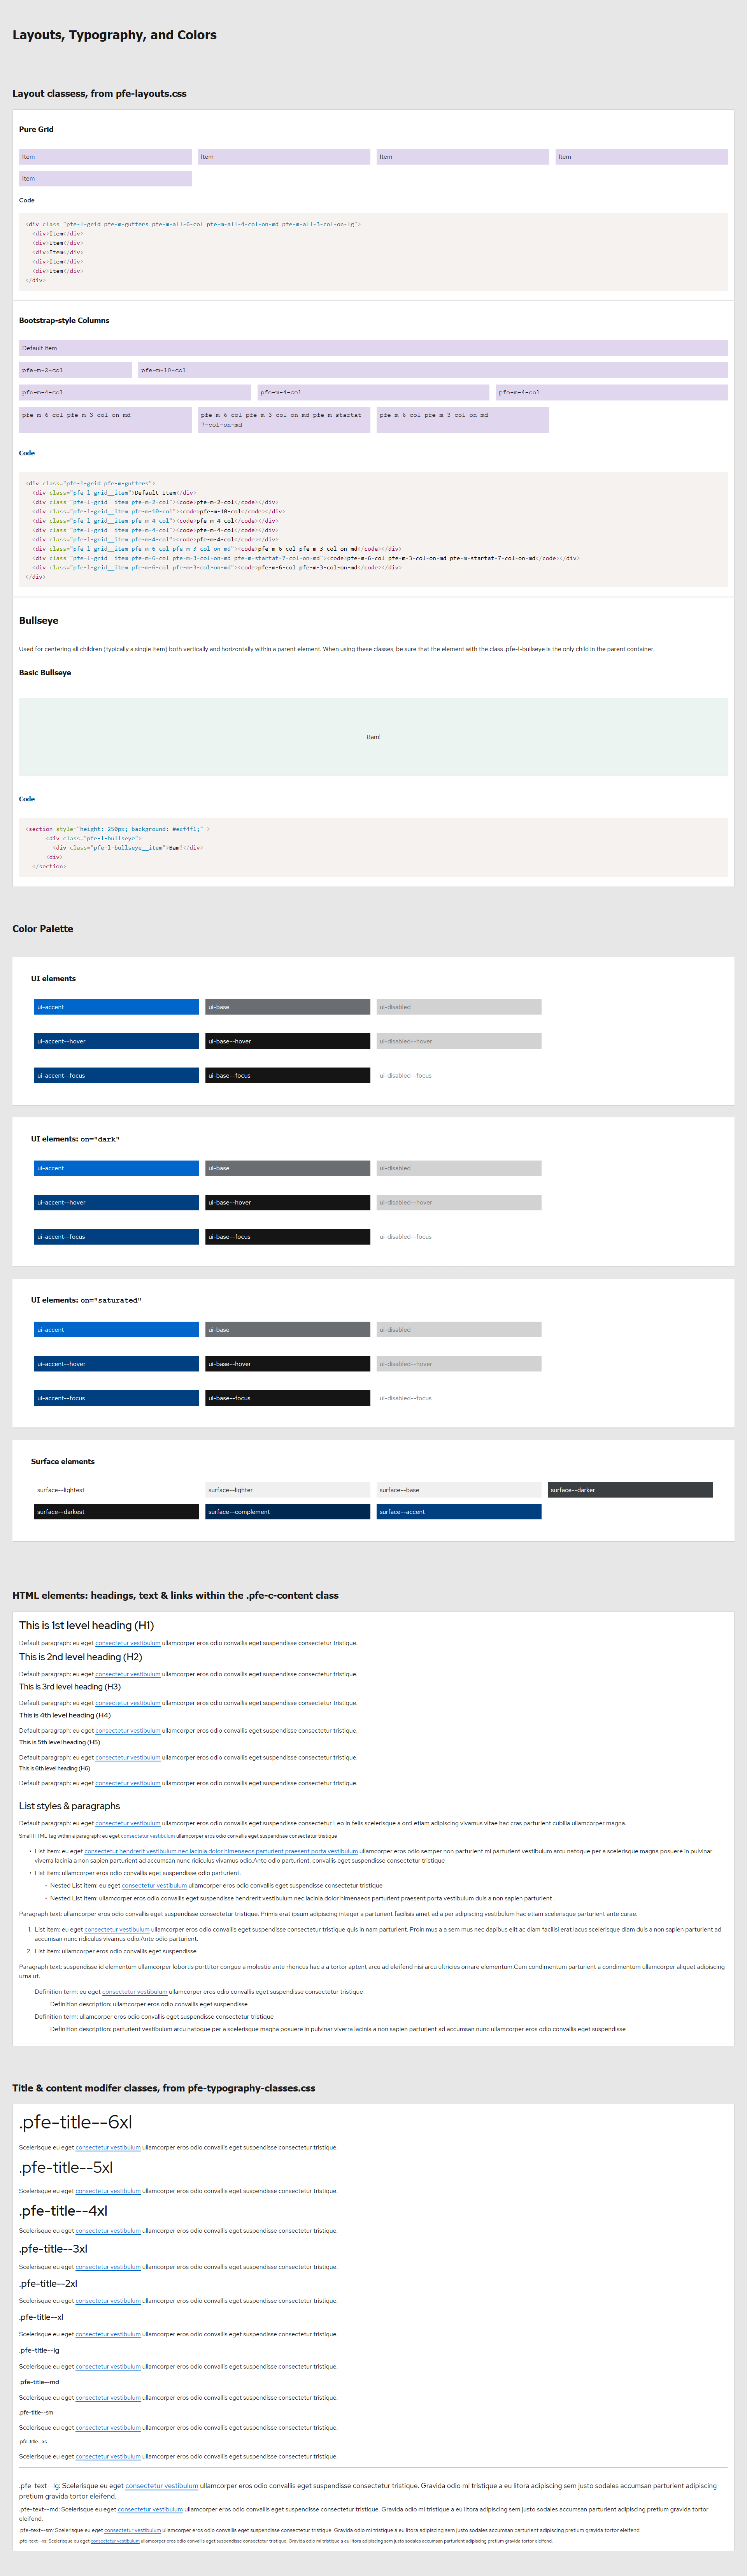 Layouts, Typography, and Colors
Layout classess, from pfe-layouts.css
Pure Grid
Item
Item
Item
Item
Item
Code
<div class="pfe-l-grid pfe-m-gutters pfe-m-all-6-col pfe-m-all-4-col-on-md pfe-m-all-3-col-on-lg">
<div>Item</div>
<div>Item</div>
<div>Item</div>
<div>Item</div>
<div>Item</div>
</div>
Bootstrap-style Columns
Default Item
pfe-m-2-col
pfe-m-10-col
pfe-m-4-col
pfe-m-4-col
pfe-m-4-col
pfe-m-6-col pfe-m-3-col-on-md
pfe-m-6-col pfe-m-3-col-on-md pfe-m-startat-
7-col-on-md
pfe-m-6-col pfe-m-3-col-on-md
Code
<div class="pfe-l-grid pfe-m-gutters">
<div class="pfe-l-grid__item">Default Item</div>
<div class="pfe-l-grid__item pfe-m-2-col"><code>pfe-m-2-col</code></div>
<div class="pfe-l-grid__item pfe-m-10-col"><code>pfe-m-10-col</code></div>
<div class="pfe-l-grid__item pfe-m-4-col"><code>pfe-m-4-col</code></div>
<div class="pfe-l-grid__item pfe-m-4-col"><code>pfe-m-4-col</code></div>
<div class="pfe-l-grid__item pfe-m-4-col"><code>pfe-m-4-col</code></div>
<div class="pfe-l-grid__item pfe-m-6-col pfe-m-3-col-on-md"><code>pfe-m-6-col pfe-m-3-col-on-md</code></div>
<div class="pfe-l-grid__item pfe-m-6-col pfe-m-3-col-on-md pfe-m-startat-7-col-on-md"><code>pfe-m-6-col pfe-m-3-col-on-md pfe-m-startat-7-col-on-md</code></div>
<div class="pfe-l-grid__item pfe-m-6-col pfe-m-3-col-on-md"><code>pfe-m-6-col pfe-m-3-col-on-md</code></div>
</div>
Bullseye
Used for centering all children (typically a single item) both vertically and horizontally within a parent element. When using these classes, be sure that the element with the class .pfe-l-bullseye is the only child in the parent container.
Basic Bullseye
Bam!
Code
<section style="height: 250px; background: #ecf4f1;" >
<div class="pfe-l-bullseye">
<div class="pfe-l-bullseye__item">Bam!</div>
<div>
</section>
Color Palette
UI elements
ui-accent
ui-base
ui-disabled
ui-accent--hover
ui-base--hover
ui-disabled--hover
ui-accent--focus
ui-base--focus
ui-disabled--focus
UI elements: on="dark"
ui-accent
ui-base
ui-disabled
ui-accent--hover
ui-base--hover
ui-disabled--hover
ui-accent--focus
ui-base--focus
ui-disabled--focus
UI elements: on="saturated"
ui-accent
ui-base
ui-disabled
ui-accent--hover
ui-base--hover
ui-disabled--hover
ui-accent--focus
ui-base--focus
ui-disabled--focus
Surface elements
surface--lightest
surface--lighter
surface--base
surface--darker
surface--darkest
surface--complement
surface--accent
HTML elements: headings, text & links within the .pfe-c-content class
This is 1st level heading (H1)
Default paragraph: eu eget consectetur vestibulum ullamcorper eros odio convallis eget suspendisse consectetur tristique.
This is 2nd level heading (H2)
Default paragraph: eu eget consectetur vestibulum ullamcorper eros odio convallis eget suspendisse consectetur tristique.
This is 3rd level heading (H3)
Default paragraph: eu eget consectetur vestibulum ullamcorper eros odio convallis eget suspendisse consectetur tristique.
This is 4th level heading (H4)
Default paragraph: eu eget consectetur vestibulum ullamcorper eros odio convallis eget suspendisse consectetur tristique.
This is 5th level heading (H5)
Default paragraph: eu eget consectetur vestibulum ullamcorper eros odio convallis eget suspendisse consectetur tristique.
This is 6th level heading (H6)
Default paragraph: eu eget consectetur vestibulum ullamcorper eros odio convallis eget suspendisse consectetur tristique.
List styles & paragraphs
Default paragraph: eu eget consectetur vestibulum ullamcorper eros odio convallis eget suspendisse consectetur Leo in felis scelerisque a orci etiam adipiscing vivamus vitae hac cras parturient cubilia ullamcorper magna.
Small HTML tag within a paragraph: eu eget consectetur vestibulum ullamcorper eros odio convallis eget suspendisse consectetur tristique
• List item: eu eget consectetur hendrerit vestibulum nec lacinia dolor himenaeos parturient praesent porta vestibulum ullamcorper eros odio semper non parturient mi parturient vestibulum arcu natoque per a scelerisque magna posuere in pulvinar
viverra lacinia a non sapien parturient ad accumsan nunc ridiculus vivamus odio.Ante odio parturient. convallis eget suspendisse consectetur tristique
• List item: ullamcorper eros odio convallis eget suspendisse odio parturient.
◦ Nested List item: eu eget consectetur vestibulum ullamcorper eros odio convallis eget suspendisse consectetur tristique
◦ Nested List item: ullamcorper eros odio convallis eget suspendisse hendrerit vestibulum nec lacinia dolor himenaeos parturient praesent porta vestibulum duis a non sapien parturient .
Paragraph text: ullamcorper eros odio convallis eget suspendisse consectetur tristique. Primis erat ipsum adipiscing integer a parturient facilisis amet ad a per adipiscing vestibulum hac etiam scelerisque parturient ante curae.
1. List item: eu eget consectetur vestibulum ullamcorper eros odio convallis eget suspendisse consectetur tristique quis in nam parturient. Proin mus a a sem mus nec dapibus elit ac diam facilisi erat lacus scelerisque diam duis a non sapien parturient ad
accumsan nunc ridiculus vivamus odio.Ante odio parturient.
2. List item: ullamcorper eros odio convallis eget suspendisse
Paragraph text: suspendisse id elementum ullamcorper lobortis porttitor congue a molestie ante rhoncus hac a a tortor aptent arcu ad eleifend nisi arcu ultricies ornare elementum.Cum condimentum parturient a condimentum ullamcorper aliquet adipiscing
urna ut.
Definition term: eu eget consectetur vestibulum ullamcorper eros odio convallis eget suspendisse consectetur tristique
Definition description: ullamcorper eros odio convallis eget suspendisse
Definition term: ullamcorper eros odio convallis eget suspendisse consectetur tristique
Definition description: parturient vestibulum arcu natoque per a scelerisque magna posuere in pulvinar viverra lacinia a non sapien parturient ad accumsan nunc ullamcorper eros odio convallis eget suspendisse
Title & content modifer classes, from pfe-typography-classes.css
.pfe-title--6xl
Scelerisque eu eget consectetur vestibulum ullamcorper eros odio convallis eget suspendisse consectetur tristique.
.pfe-title--5xl
Scelerisque eu eget consectetur vestibulum ullamcorper eros odio convallis eget suspendisse consectetur tristique.
.pfe-title--4xl
Scelerisque eu eget consectetur vestibulum ullamcorper eros odio convallis eget suspendisse consectetur tristique.
.pfe-title--3xl
Scelerisque eu eget consectetur vestibulum ullamcorper eros odio convallis eget suspendisse consectetur tristique.
.pfe-title--2xl
Scelerisque eu eget consectetur vestibulum ullamcorper eros odio convallis eget suspendisse consectetur tristique.
.pfe-title--xl
Scelerisque eu eget consectetur vestibulum ullamcorper eros odio convallis eget suspendisse consectetur tristique.
.pfe-title--lg
Scelerisque eu eget consectetur vestibulum ullamcorper eros odio convallis eget suspendisse consectetur tristique.
.pfe-title--md
Scelerisque eu eget consectetur vestibulum ullamcorper eros odio convallis eget suspendisse consectetur tristique.
.pfe-title--sm
Scelerisque eu eget consectetur vestibulum ullamcorper eros odio convallis eget suspendisse consectetur tristique.
.pfe-title--xs
Scelerisque eu eget consectetur vestibulum ullamcorper eros odio convallis eget suspendisse consectetur tristique.
.pfe-text--lg: Scelerisque eu eget consectetur vestibulum ullamcorper eros odio convallis eget suspendisse consectetur tristique. Gravida odio mi tristique a eu litora adipiscing sem justo sodales accumsan parturient adipiscing
pretium gravida tortor eleifend.
.pfe-text--md: Scelerisque eu eget consectetur vestibulum ullamcorper eros odio convallis eget suspendisse consectetur tristique. Gravida odio mi tristique a eu litora adipiscing sem justo sodales accumsan parturient adipiscing pretium gravida tortor
eleifend.
.pfe-text--sm: Scelerisque eu eget consectetur vestibulum ullamcorper eros odio convallis eget suspendisse consectetur tristique. Gravida odio mi tristique a eu litora adipiscing sem justo sodales accumsan parturient adipiscing pretium gravida tortor eleifend.
.pfe-text--xs: Scelerisque eu eget consectetur vestibulum ullamcorper eros odio convallis eget suspendisse consectetur tristique. Gravida odio mi tristique a eu litora adipiscing sem justo sodales accumsan parturient adipiscing pretium gravida tortor eleifend.